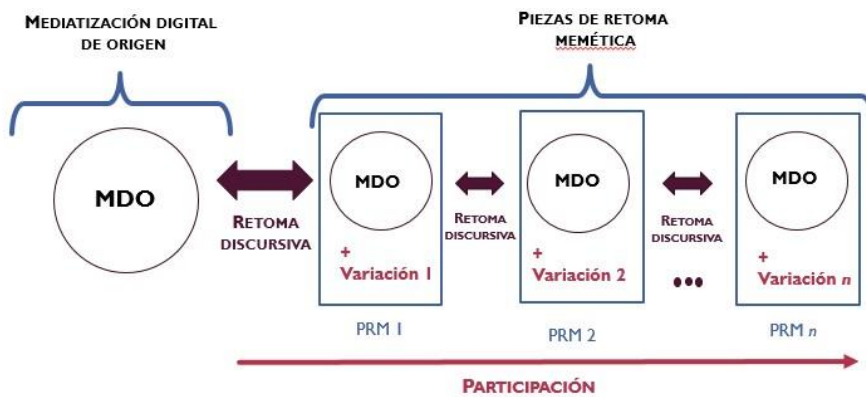 MEDIATIZACIÓN DIGITAL
DE ORIGEN
PIEZAS DE RETOMA
MEMÉTICA
MDO
RETOMA
DISCURSIVA
MDO
+
Variación 1
PRM 1
RETOMA
DISCURSIVA
MDO
+
Variación 2
PRM 2
RETOMA
DISCURSIVA
...
MDO
+
Variación n
PRM n
PARTICIPACIÓN